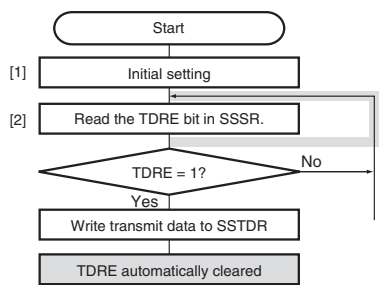 Start
[1] Initial setting
[2] Read the TDRE bit in SSSR.
TDRE = 1?
No
Yes
Write transmit data to SSTDR
TDRE automatically cleared